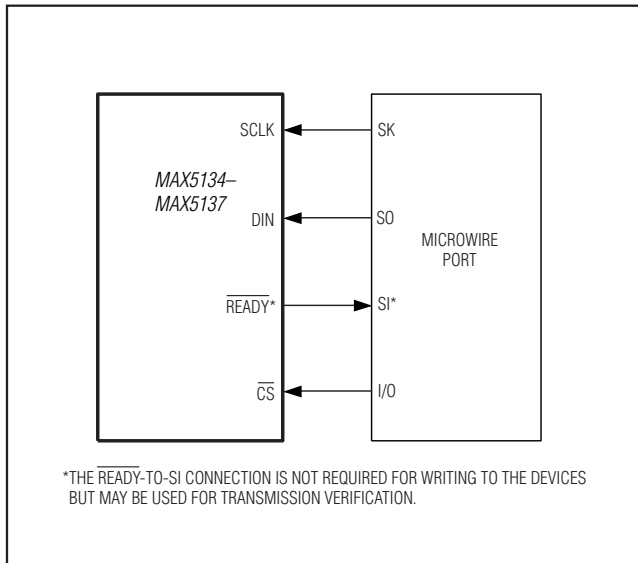 SCLK SK
MAX5134–
MAX5137
DIN SO
MICROWIRE
PORT
READY* SI*
CS I/O
*THE READY-TO-SI CONNECTION IS NOT REQUIRED FOR WRITING TO THE DEVICES
BUT MAY BE USED FOR TRANSMISSION VERIFICATION.